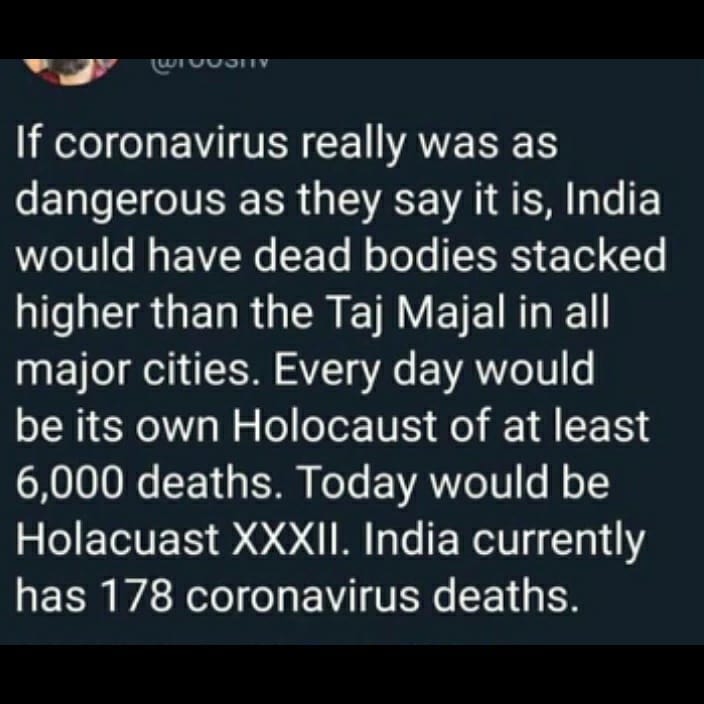 If coronavirus really was as
dangerous as they say it is, India
would have dead bodies stacked
higher than the Taj Majal in all
major cities. Every day would
be its own Holocaust of at least
6,000 deaths. Today would be
Holacuast XXXII. India currently
has 178 coronavirus deaths.